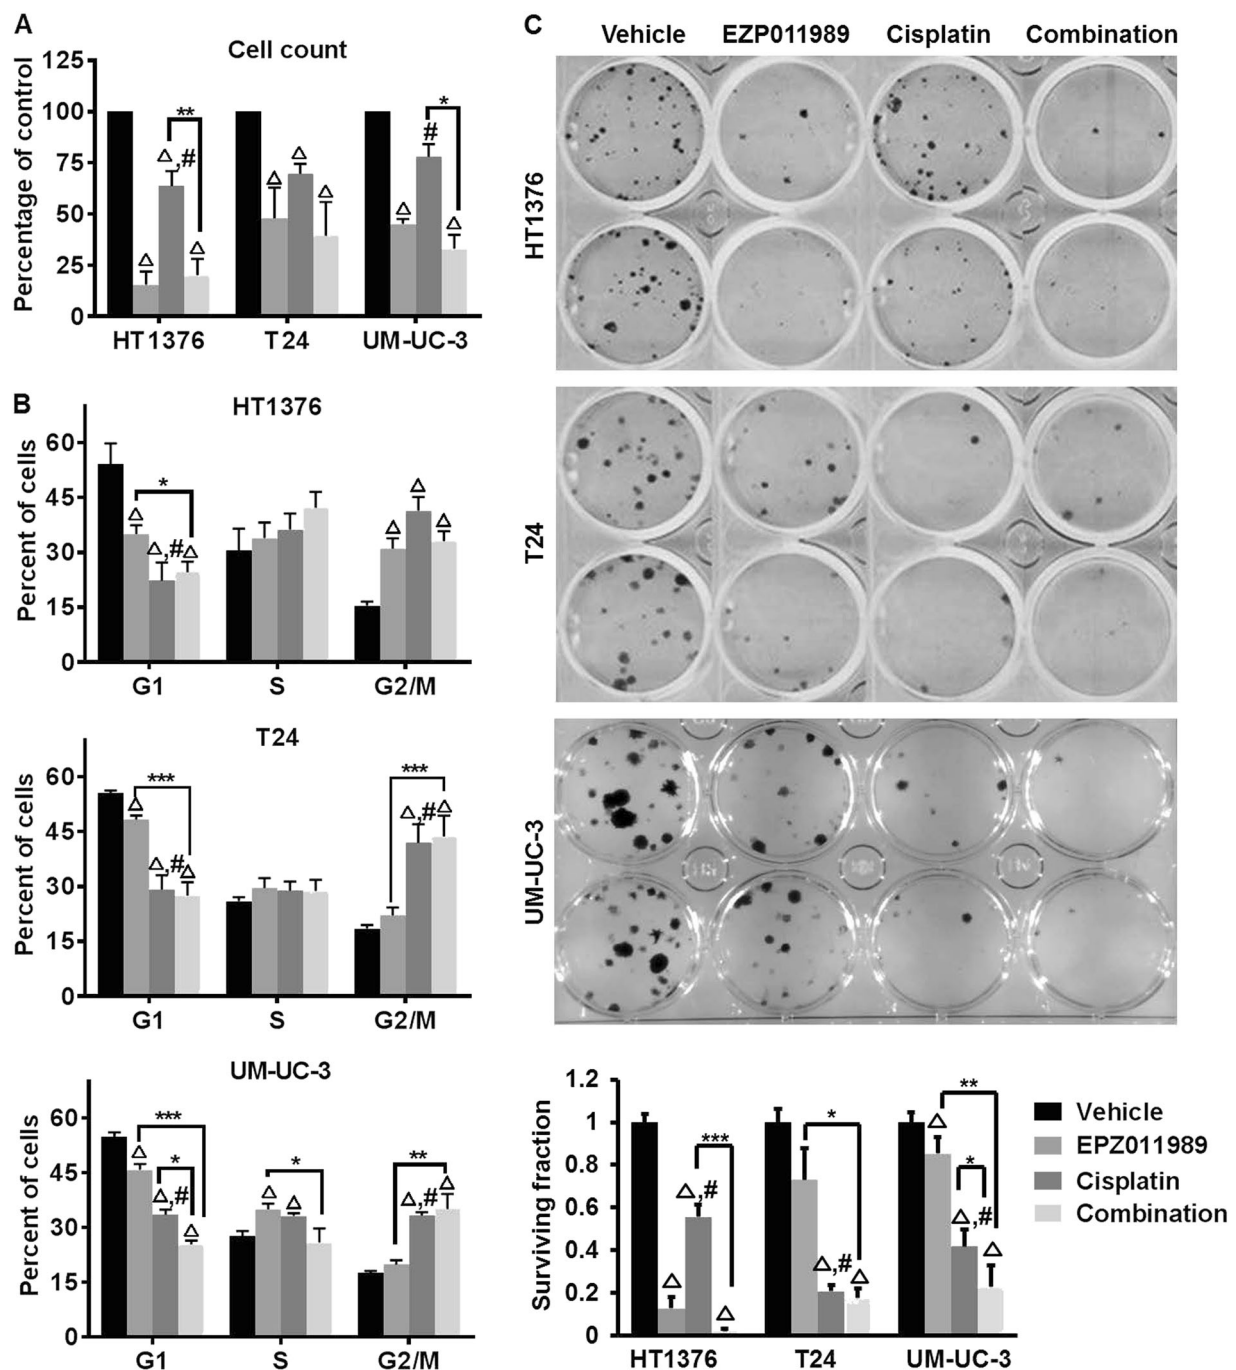 A
Cell count
Percentage of control
125
100
75
50
25
0
**
*
Δ
Δ,#
Δ
Δ
Δ
Δ
Δ
#
Δ
HT1376
T24
UM-UC-3
B
HT1376
Percent of cells
60
45
30
15
0
*
Δ
Δ,#
Δ
Δ
Δ
Δ
G1
S
G2/M
T24
Percent of cells
60
45
30
15
0
***
Δ
Δ,#
Δ
***
Δ,#
Δ
G1
S
G2/M
UM-UC-3
Percent of cells
60
45
30
15
0
***
*
Δ
Δ,#
Δ
*
Δ
Δ
**
Δ,#
Δ
G1
S
G2/M
C
Vehicle
EZP011989
Cisplatin
Combination
HT1376
T24
UM-UC-3
Surviving fraction
1.2
1
0.8
0.6
0.4
0.2
0
***
Δ
Δ,#
Δ
*
Δ,#
Δ
**
*
Δ
Δ,#
Δ
HT1376
T24
UM-UC-3
Vehicle
EPZ011989
Cisplatin
Combination